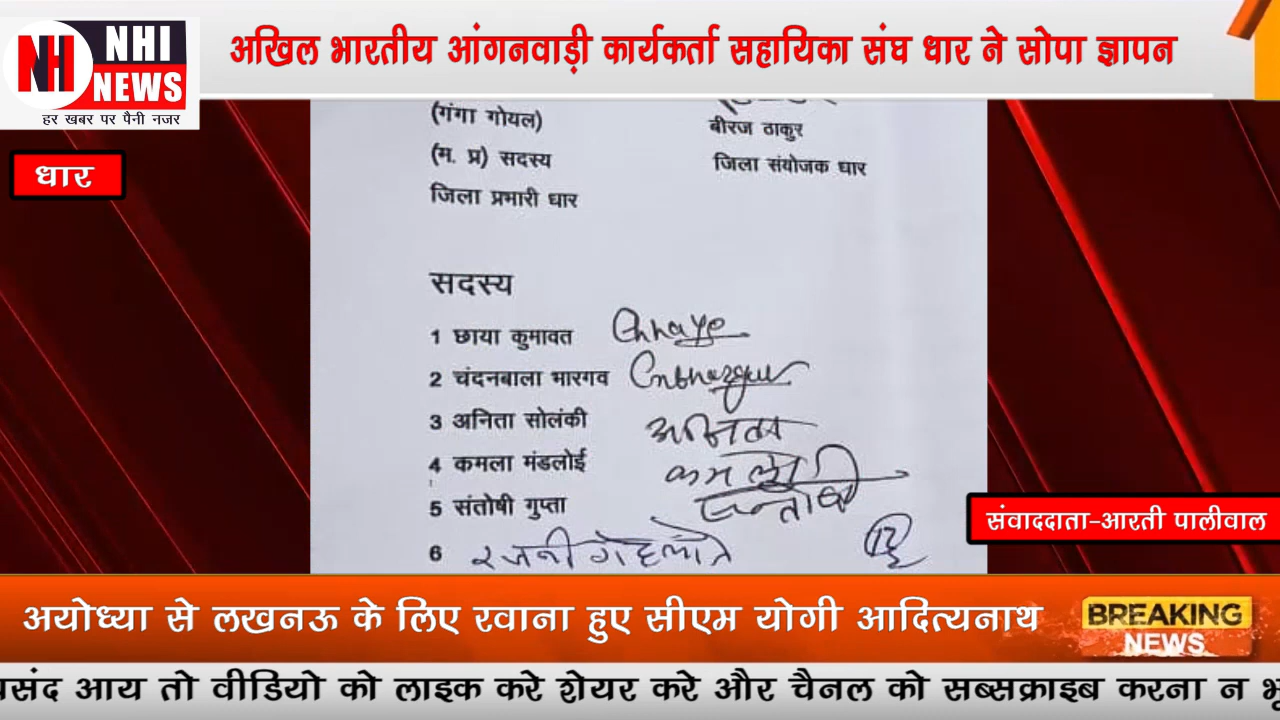 NHI
NEWS
हर खबर पर पैनी नजर
अखिल भारतीय आंगनवाड़ी कार्यकर्ता सहायिका संघ धार ने सोपा ज्ञापन
धार
(गंगा गोयल)
(म. प्र) सदस्य
जिला प्रभारी धार
बीरज ठाकुर
जिला संयोजक धार
सदस्य
1 छाया कुमावत Chhaye
2 चंदनबाला भारगव
3 अनिता सोलंकी अनिता
4 कमला मंडलोई कमला
5 संतोषी गुप्ता
6 रजनी गेहलोत
संवाददाता-आरती पालीवाल
अयोध्या से लखनऊ के लिए रवाना हुए सीएम योगी आदित्यनाथ
BREAKING
NEWS
आय तो वीडियो को लाइक करे शेयर करे और चैनल को सब्सक्राइब करना न